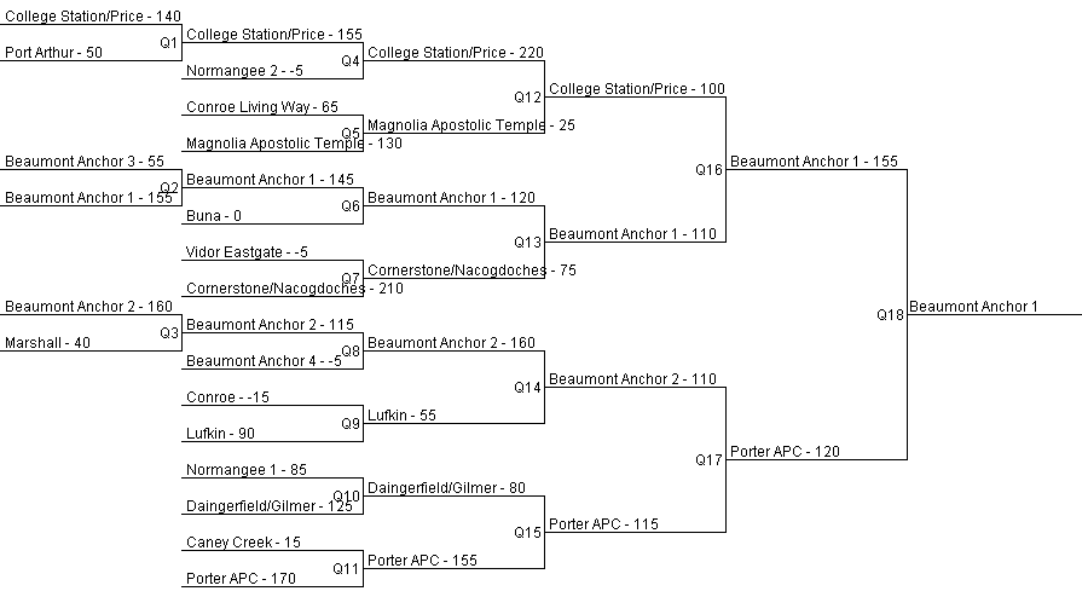 College Station/Price - 140
Port Arthur - 50
Q1
College Station/Price - 155
Normangee 2 - -5
Q4
College Station/Price - 220
Conroe Living Way - 65
Magnolia Apostolic Temple - 130
Q5
Magnolia Apostolic Temple - 25
Q12
College Station/Price - 100
Beaumont Anchor 3 - 55
Beaumont Anchor 1 - 155
Q2
Beaumont Anchor 1 - 145
Buna - 0
Q6
Beaumont Anchor 1 - 120
Vidor Eastgate - -5
Cornerstone/Nacogdoches - 210
Q7
Cornerstone/Nacogdoches - 75
Q13
Beaumont Anchor 1 - 110
Q16
Beaumont Anchor 1 - 155
Beaumont Anchor 2 - 160
Marshall - 40
Q3
Beaumont Anchor 2 - 115
Beaumont Anchor 4 - -5
Q8
Beaumont Anchor 2 - 160
Conroe - -15
Lufkin - 90
Q9
Lufkin - 55
Q14
Beaumont Anchor 2 - 110
Normangee 1 - 85
Daingerfield/Gilmer - 125
Q10
Daingerfield/Gilmer - 80
Caney Creek - 15
Porter APC - 170
Q11
Porter APC - 155
Q15
Porter APC - 115
Q17
Porter APC - 120
Q18
Beaumont Anchor 1